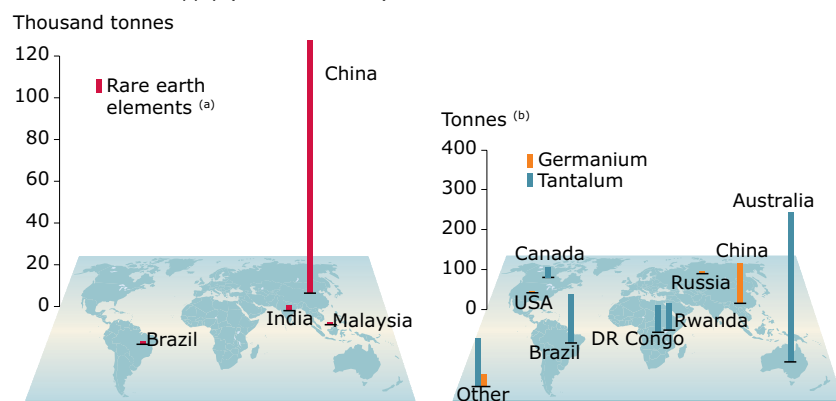 Thousand tonnes
120
100
80
60
40
20
0
Rare earth
elements (a)
China
India
Malaysia
Brazil
Tonnes (b)
400
300
200
100
0
Germanium
Tantalum
Australia
Canada
China
Russia
USA
Rwanda
DR Congo
Brazil
Other